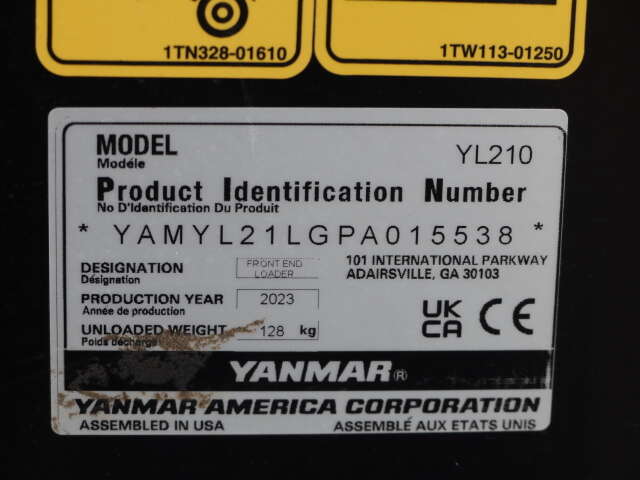 1TN328-01610
1TW113-01250
MODEL
Modéle
YL210
Product Identification Number
No D'Identification Du Produit
* YAMYL21LGPA015538 *
DESIGNATION
Désignation
FRONT END
LOADER
101 INTERNATIONAL PARKWAY
ADAIRSVILLE, GA 30103
PRODUCTION YEAR
Année de production
2023
UNLOADED WEIGHT
Poids décharge
128 kg
UK
CA
CE
YANMAR®
YANMAR AMERICA CORPORATION
ASSEMBLED IN USA
ASSEMBLÉ AUX ETATS UNIS